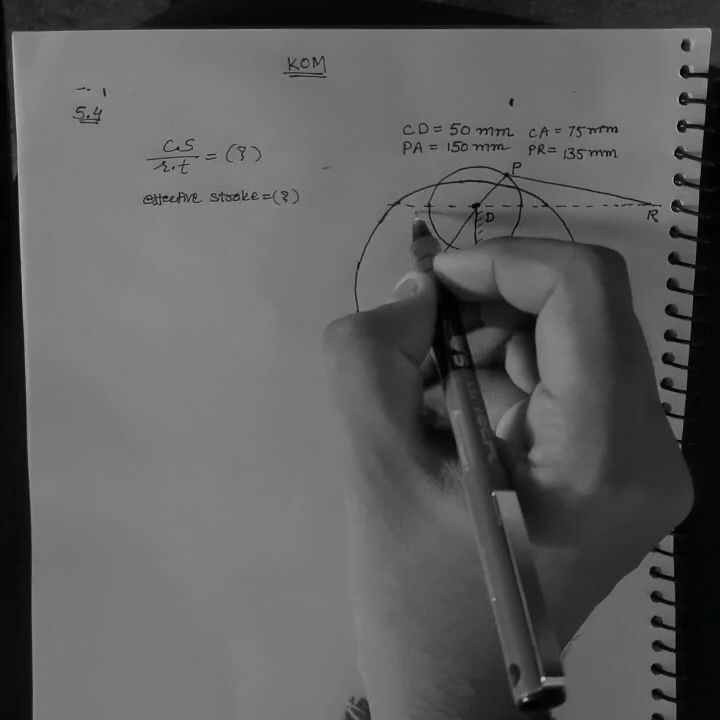 KOM
5.4
CD = 50 mm CA = 75 mm
PA = 150 mm PR = 135 mm
C.S / r.t = (?)
effective stroke = (?)
P
D
R